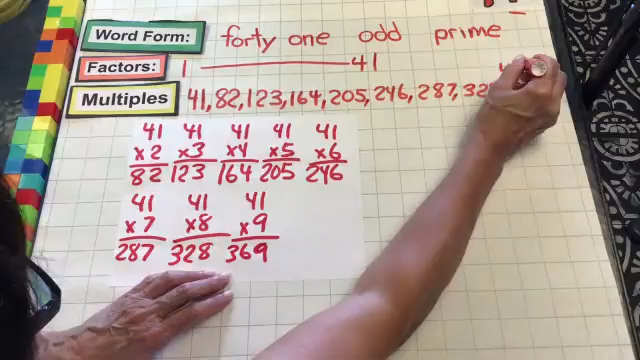 Word Form: forty one odd prime
Factors: 1 41
Multiples 41, 82, 123, 164, 205, 246, 287, 32
41 41 41 41 41
x2 x3 x4 x5 x6
82 123 164 205 246
41 41 41
x7 x8 x9
287 328 369